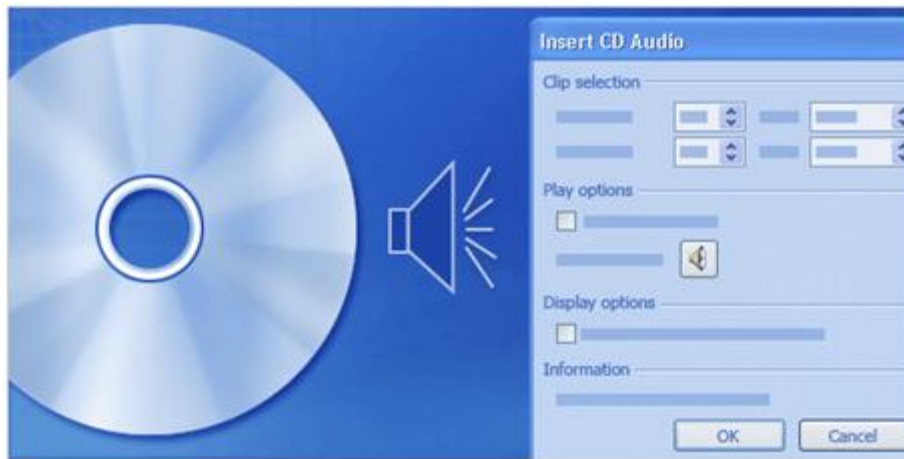 Insert CD Audio
Clip selection
Play options
Display options
Information
OK Cancel